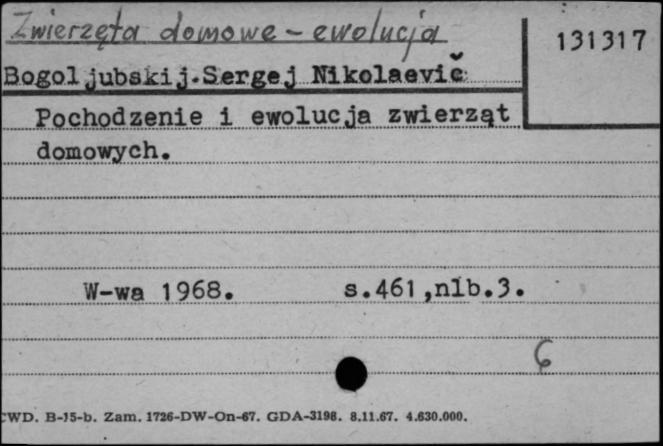 Zwierzęta domowe - ewolucja
131317
Bogoljubskij.Sergej Nikolaevič
Pochodzenie i ewolucja zwierząt
domowych.
W-wa 1968. s.461,nlb.3.
6
CWD. B-15-b. Zam. 1726-DW-On-67. GDA-3198. 8.11.67. 4.630.000.